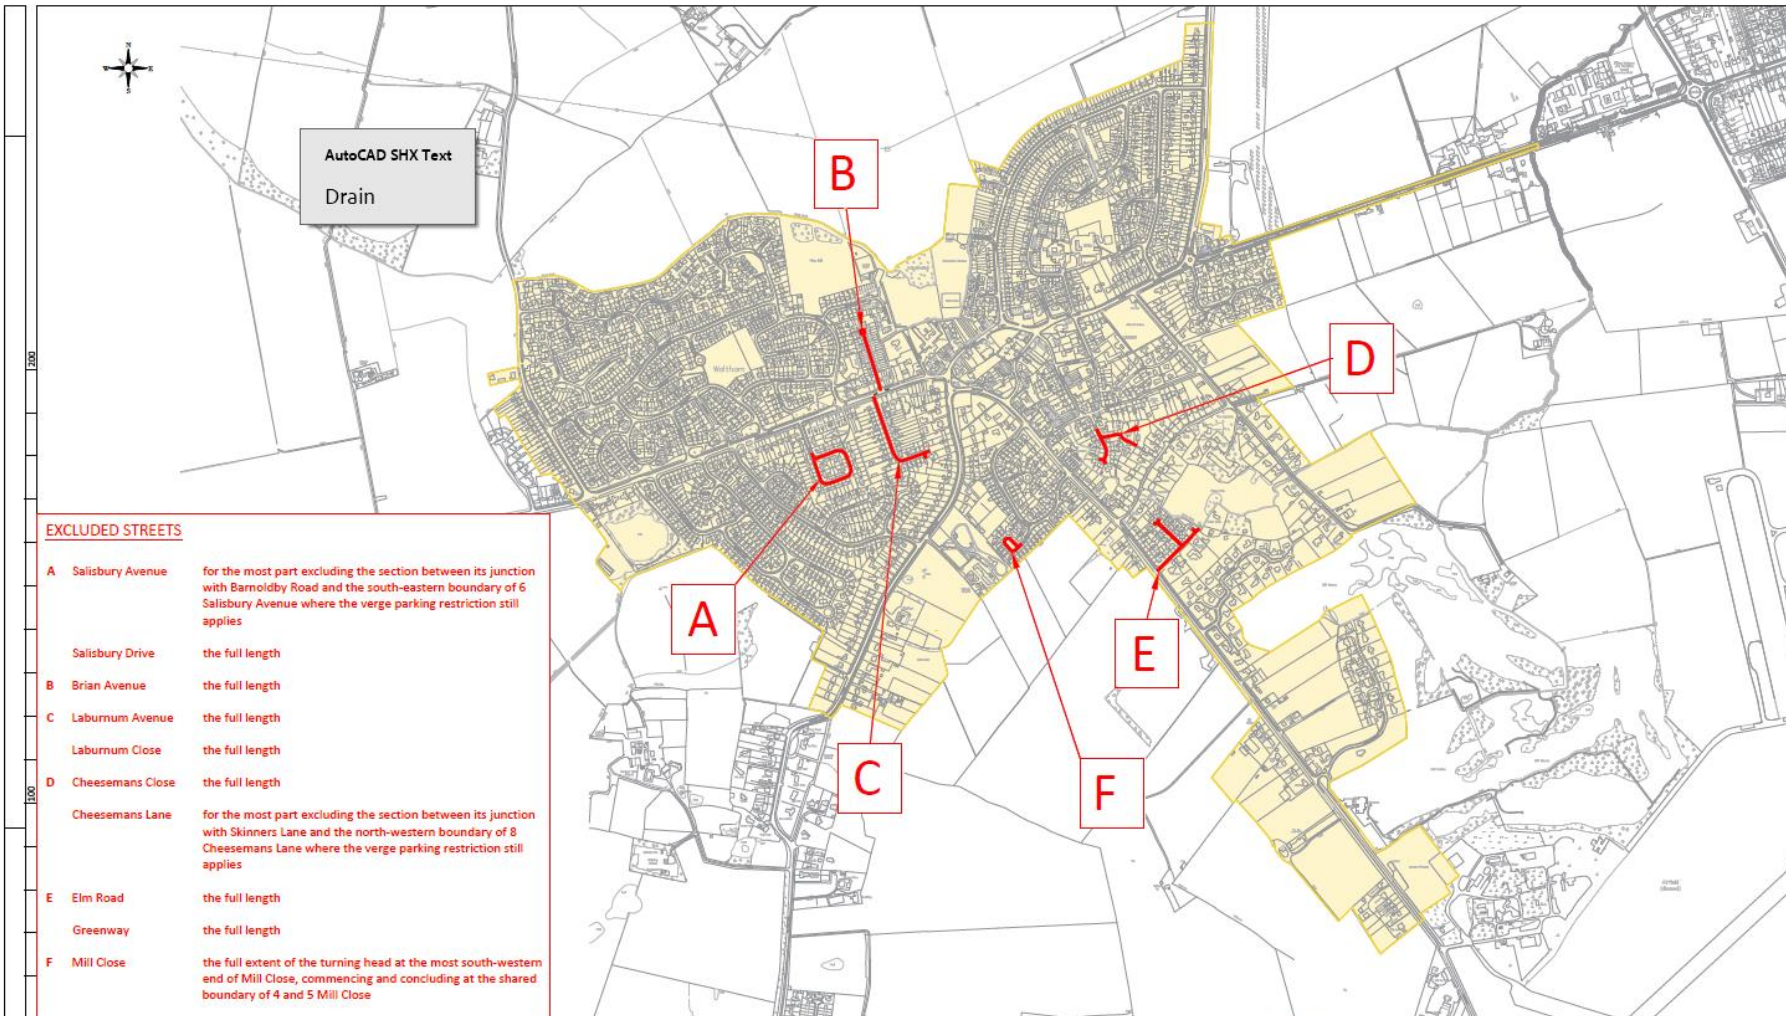 N
W
E
S
AutoCAD SHX Text
Drain
B
D
Waltham
200
A
E
C
F
100
EXCLUDED STREETS
A Salisbury Avenue for the most part excluding the section between its junction
with Barnoldby Road and the south-eastern boundary of 6
Salisbury Avenue where the verge parking restriction still
applies
Salisbury Drive the full length
B Brian Avenue the full length
C Laburnum Avenue the full length
Laburnum Close the full length
D Cheesemans Close the full length
Cheesemans Lane for the most part excluding the section between its junction
with Skinners Lane and the north-western boundary of 8
Cheesemans Lane where the verge parking restriction still
applies
E Elm Road the full length
Greenway the full length
F Mill Close the full extent of the turning head at the most south-western
end of Mill Close, commencing and concluding at the shared
boundary of 4 and 5 Mill Close